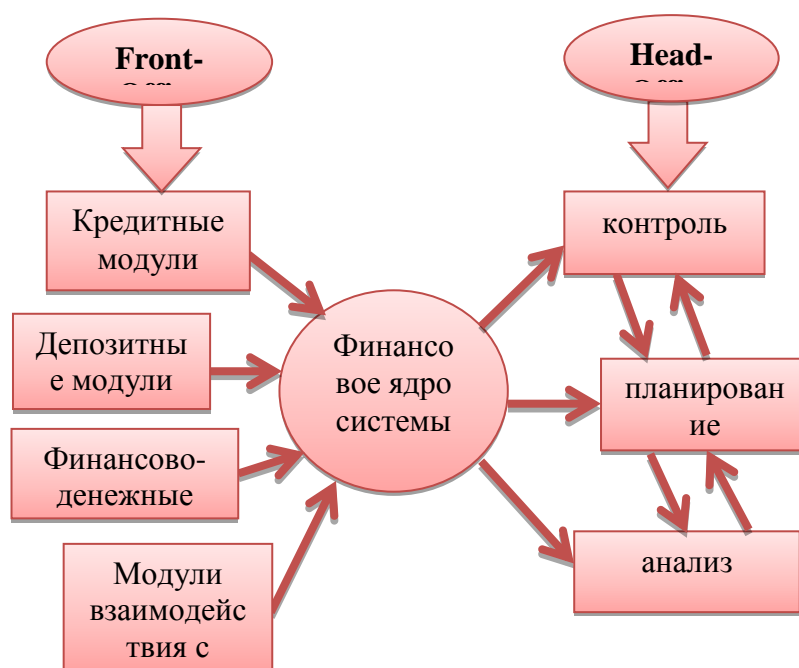 Front-
Head-
Кредитные
модули
контроль
Депозитны
е модули
Финансо
вое ядро
системы
планирован
ие
Финансово-
денежные
Модули
взаимодейс
твия с
анализ